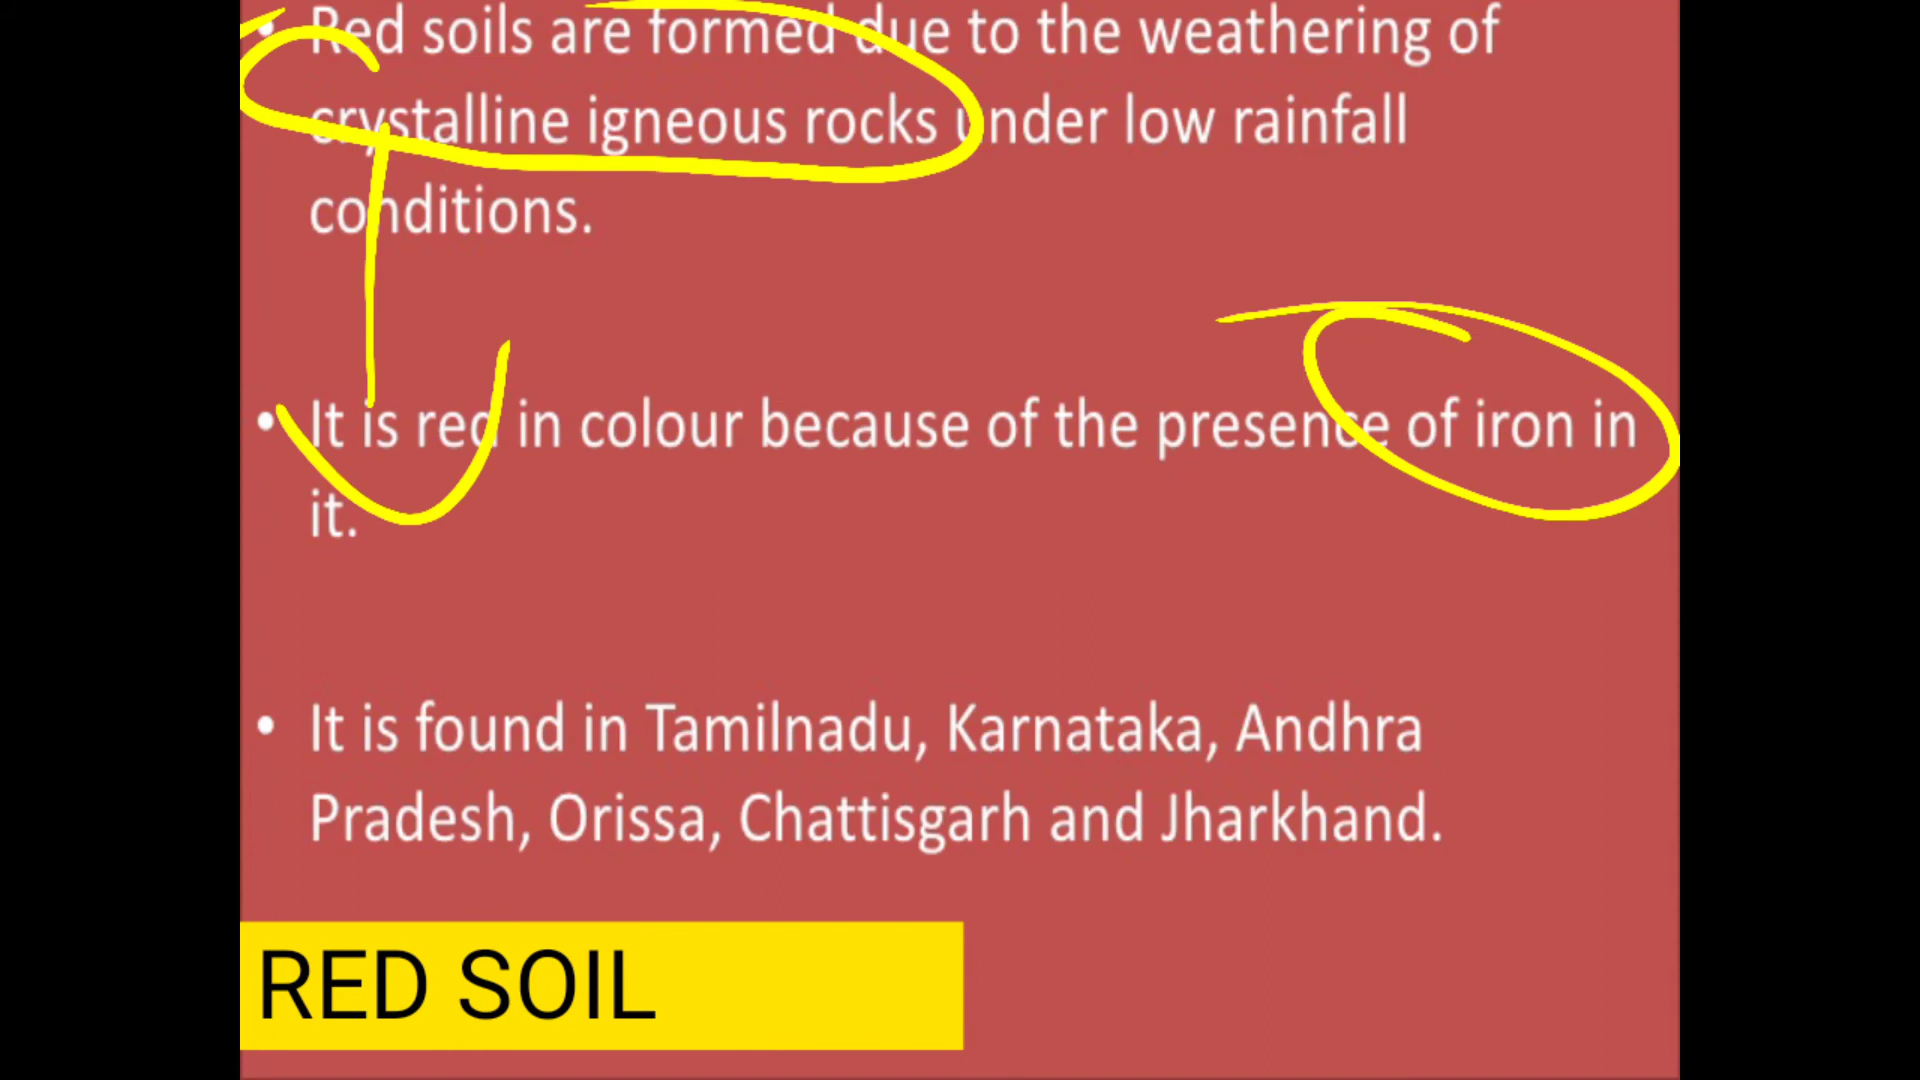 • Red soils are formed due to the weathering of
crystalline igneous rocks under low rainfall
conditions.
• It is red in colour because of the presence of iron in
it.
• It is found in Tamilnadu, Karnataka, Andhra
Pradesh, Orissa, Chattisgarh and Jharkhand.
RED SOIL